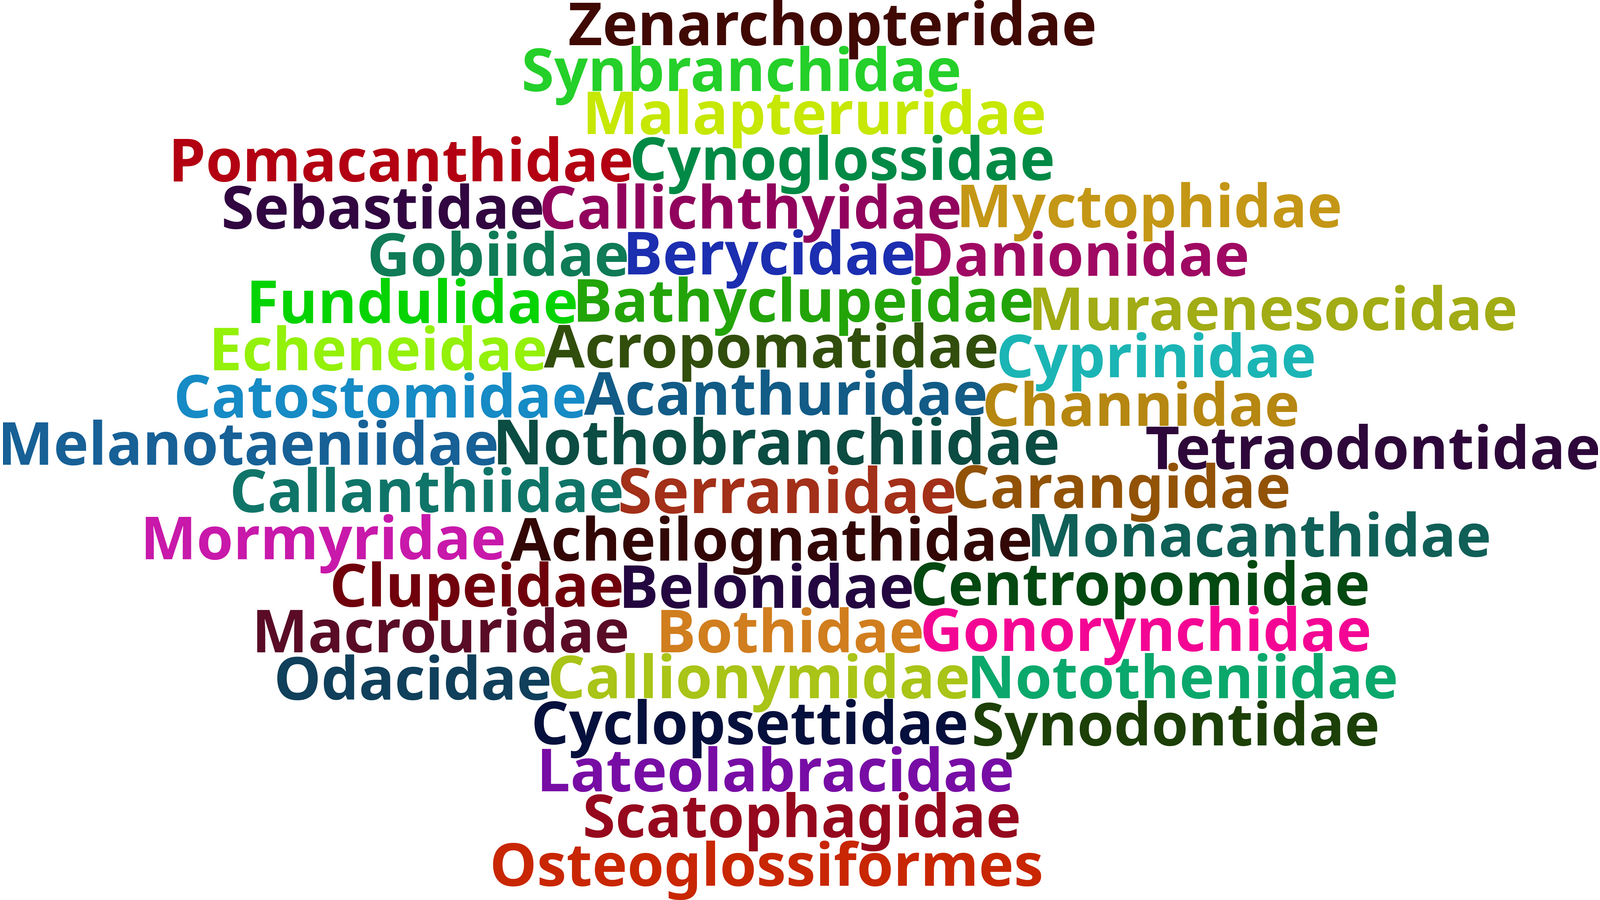 Zenarchopteridae
Synbranchidae
Malapteruridae
Pomacanthidae Cynoglossidae
Sebastidae Callichthyidae Myctophidae
Gobiidae Berycidae Danionidae
Fundulidae Bathyclupeidae Muraenesocidae
Echeneidae Acropomatidae Cyprinidae
Catostomidae Acanthuridae Channidae
Melanotaeniidae Nothobranchiidae Tetraodontidae
Callanthiidae Serranidae Carangidae
Mormyridae Acheilognathidae Monacanthidae
Clupeidae Belonidae Centropomidae
Macrouridae Bothidae Gonorynchidae
Odacidae Callionymidae Nototheniidae
Cyclopsettidae Synodontidae
Lateolabracidae
Scatophagidae
Osteoglossiformes